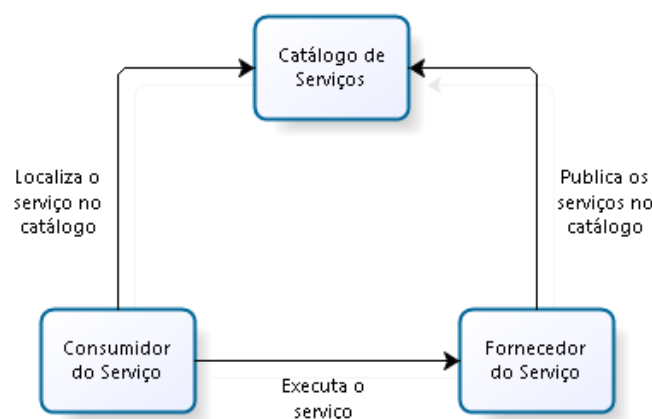 Catálogo de
Serviços
Localiza o
serviço no
catálogo
Publica os
serviços no
catálogo
Consumidor
do Serviço
Fornecedor
do Serviço
Executa o
serviço